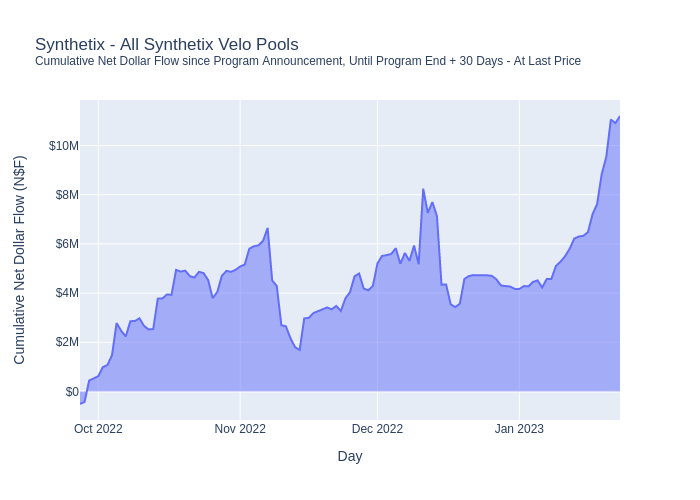 Synthetix - All Synthetix Velo Pools
Cumulative Net Dollar Flow since Program Announcement, Until Program End + 30 Days - At Last Price
Cumulative Net Dollar Flow (N$F)
$10M
$8M
$6M
$4M
$2M
$0
Oct 2022
Nov 2022
Dec 2022
Jan 2023
Day